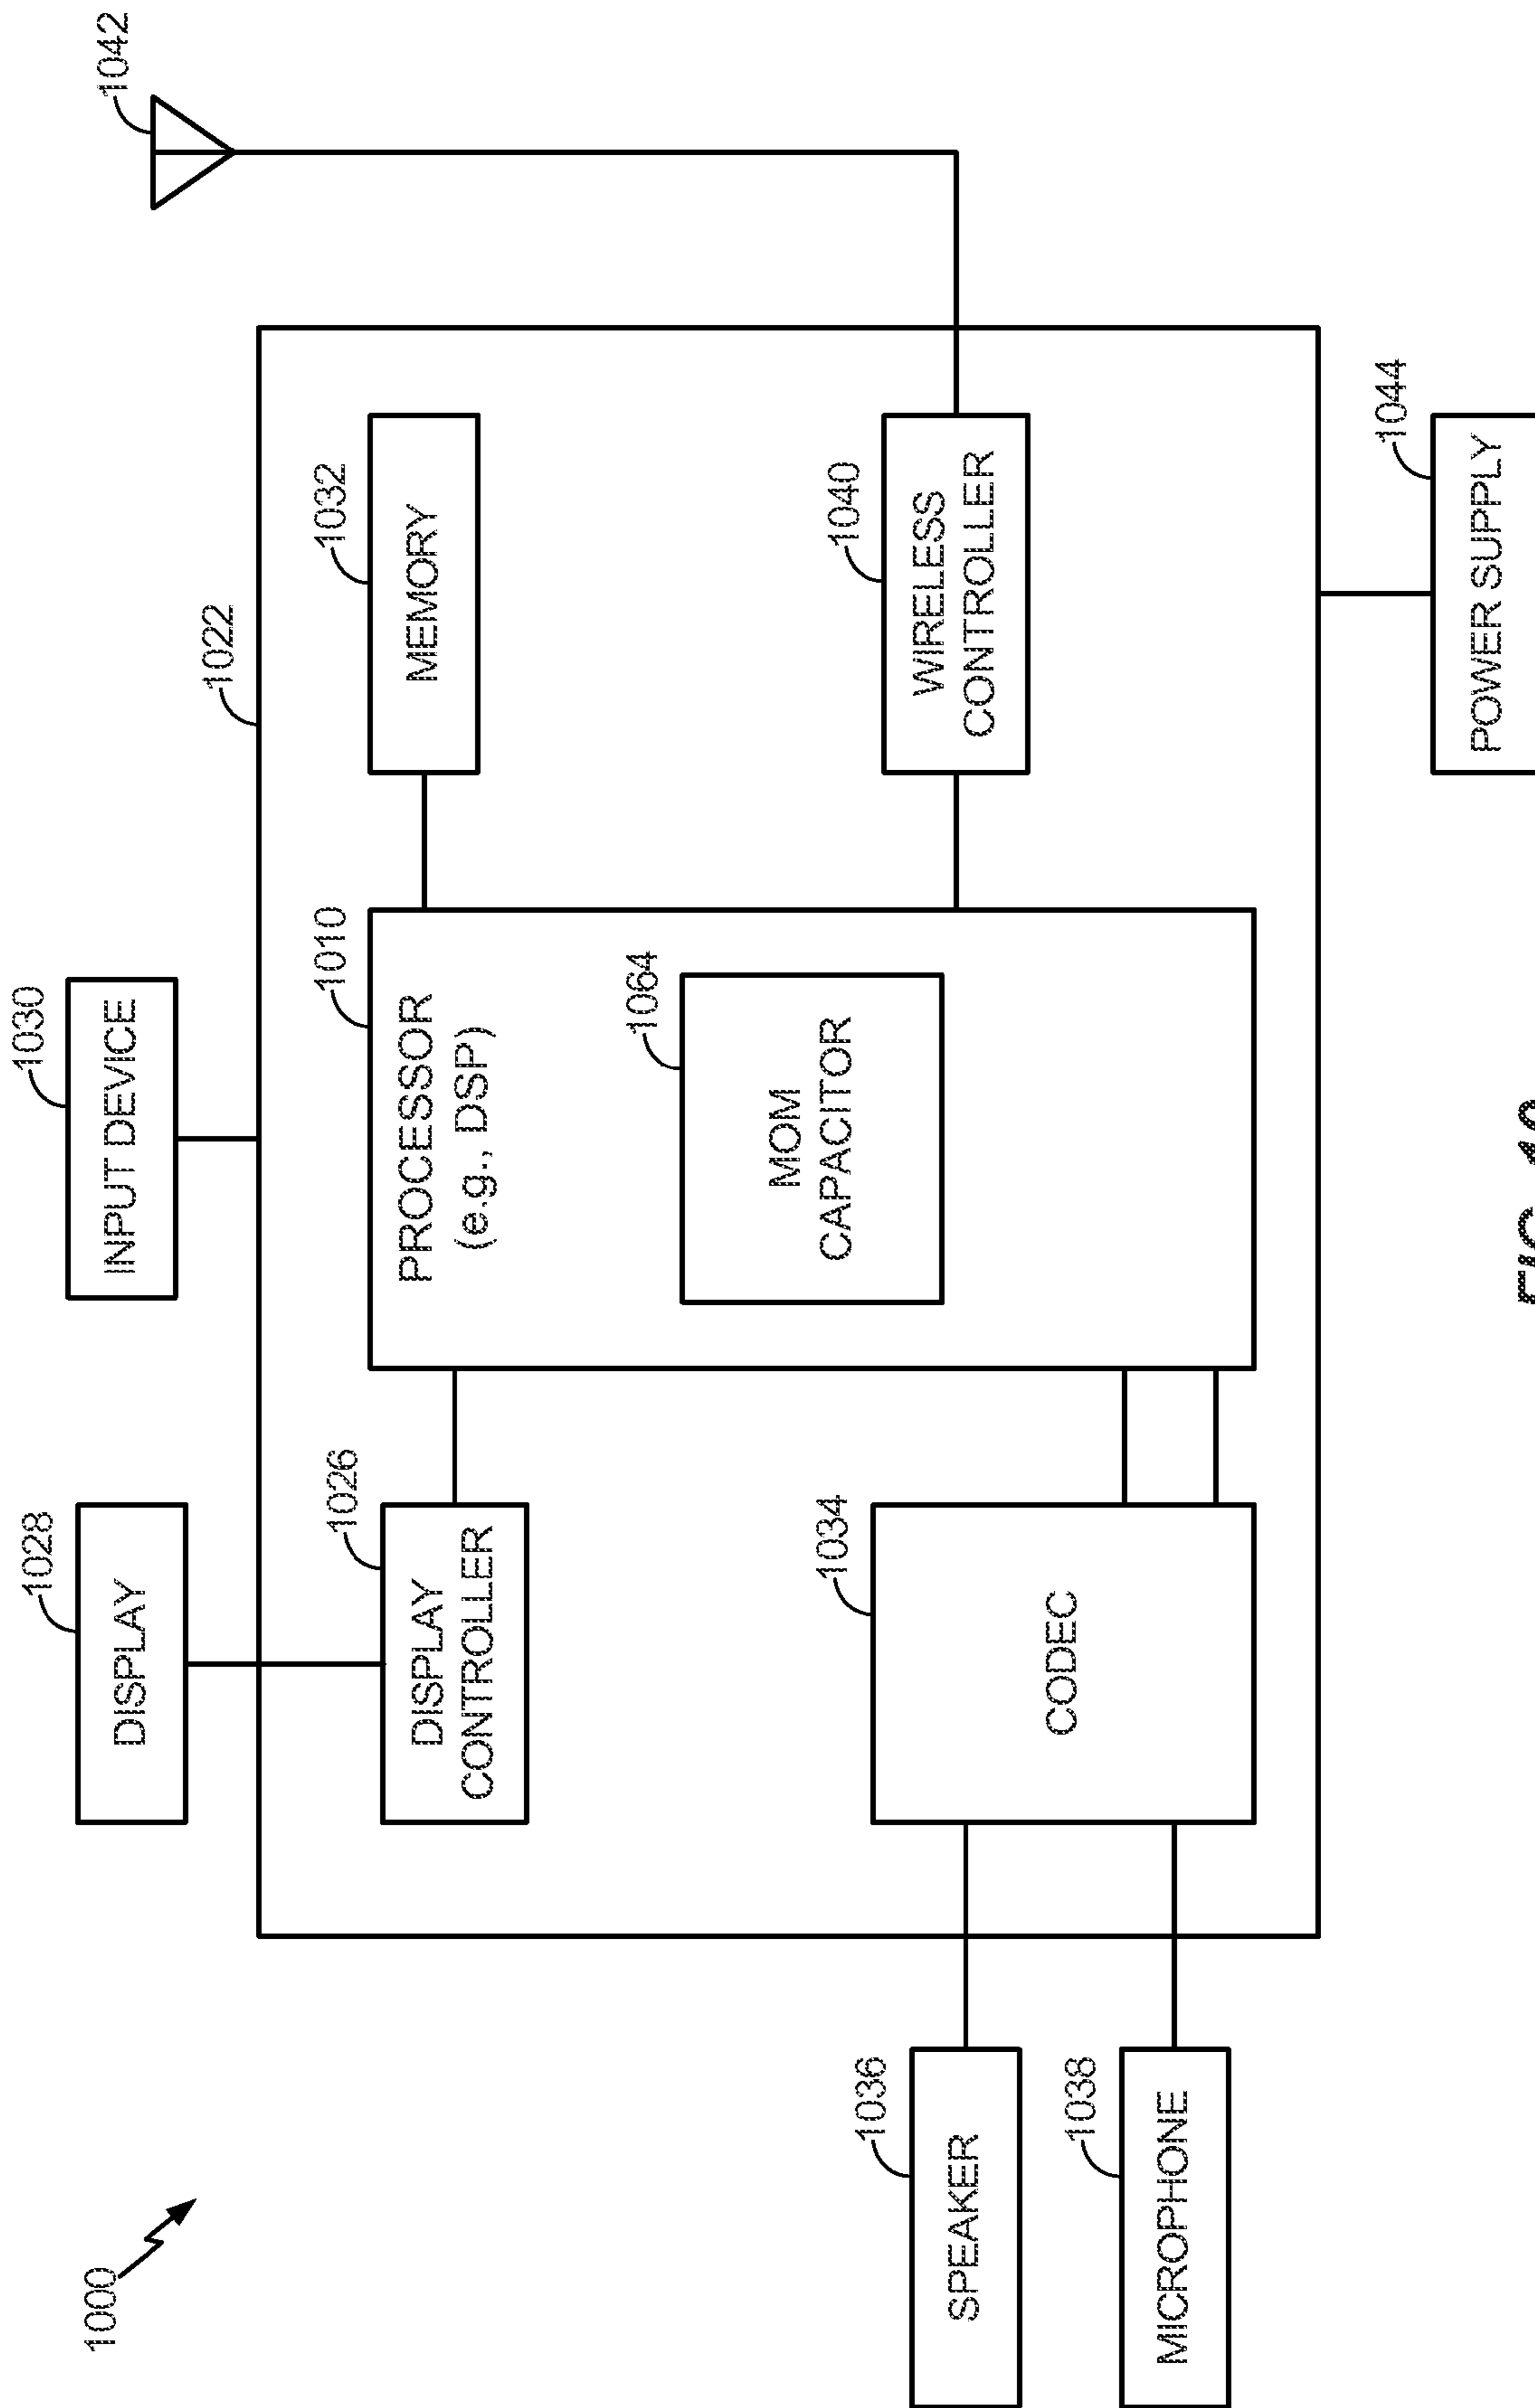 1000
1028
DISPLAY
1030
INPUT DEVICE
1042
1022
1026
DISPLAY
CONTROLLER
1010
PROCESSOR
(e.g., DSP)
1032
MEMORY
1064
MOM
CAPACITOR
1036
SPEAKER
1034
CODEC
1040
WIRELESS
CONTROLLER
1038
MICROPHONE
1044
POWER SUPPLY